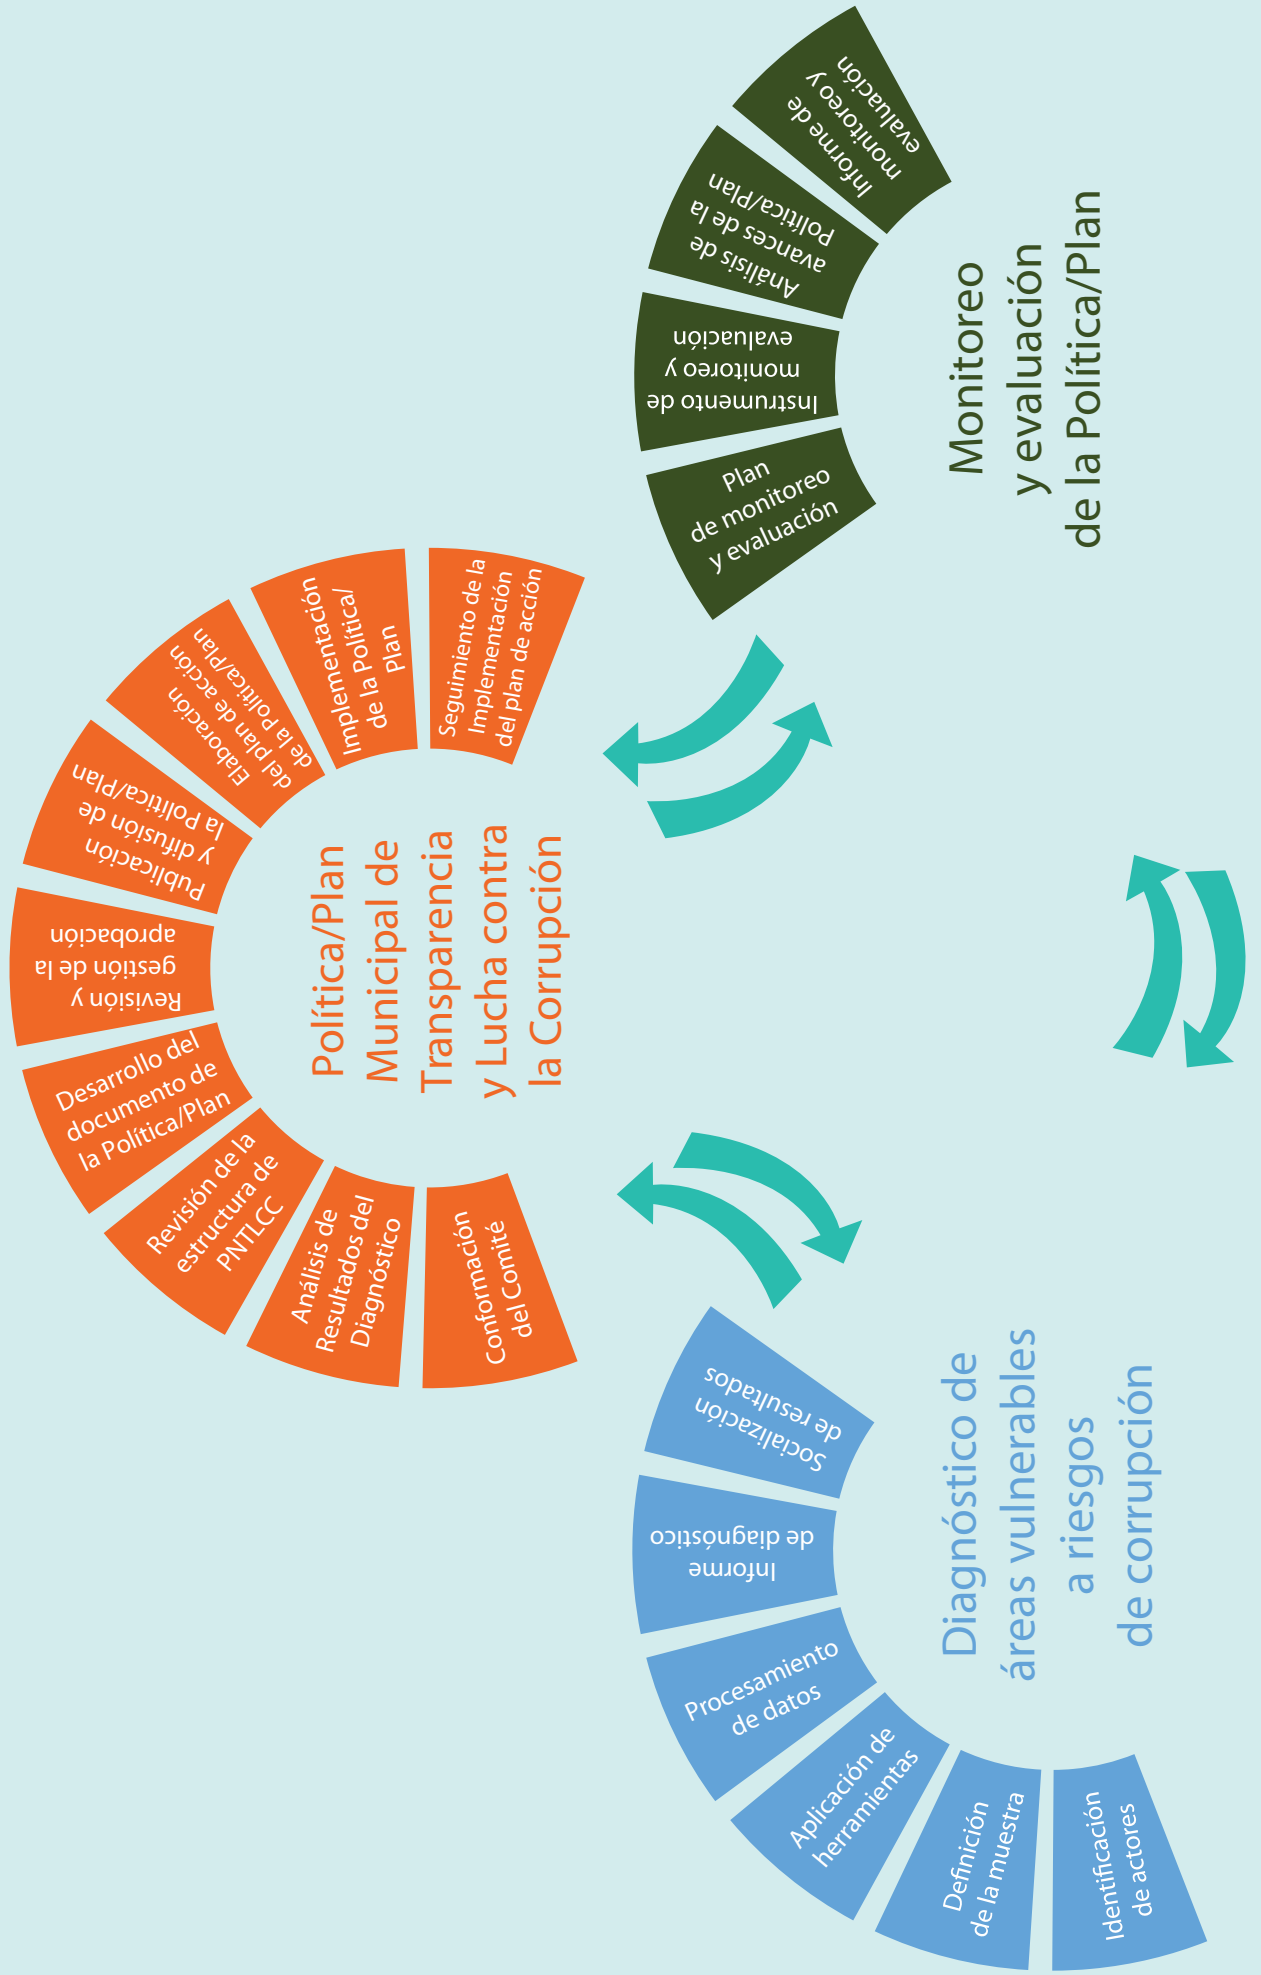 Identificación
de actores
Definición
de la muestra
Aplicación de
herramientas
Procesamiento
de datos
Informe
de diagnóstico
Socialización
de resultados
Diagnóstico de
áreas vulnerables
a riesgos
de corrupción
Conformación
del Comité
Análisis de
Resultados del
Diagnóstico
Revisión de la
estructura de
PNTLCC
Desarrollo del
documento de
la Política/Plan
Revisión y
gestión de la
aprobación
Publicación
y difusión de
la Política/Plan
Elaboración
del plan de acción
de la Política/Plan
Implementación
de la Política/
Plan
Seguimiento de la
Implementación
del plan de acción
Política/Plan
Municipal de
Transparencia
y Lucha contra
la Corrupción
Plan
de monitoreo
y evaluación
Instrumento de
monitoreo y
evaluación
Análisis de
avances de la
Política/Plan
Informe de
monitoreo y
evaluación
Monitoreo
y evaluación
de la Política/Plan